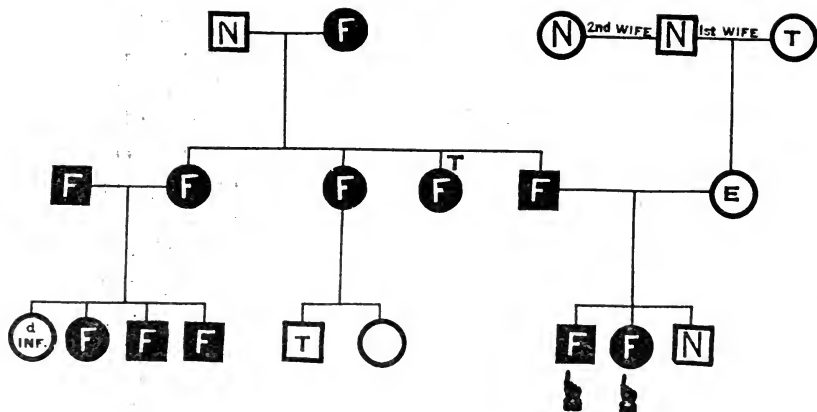 N F N 2nd WIFE N 1st WIFE T
T
F F F F F E
d
INF. F F F T F F N